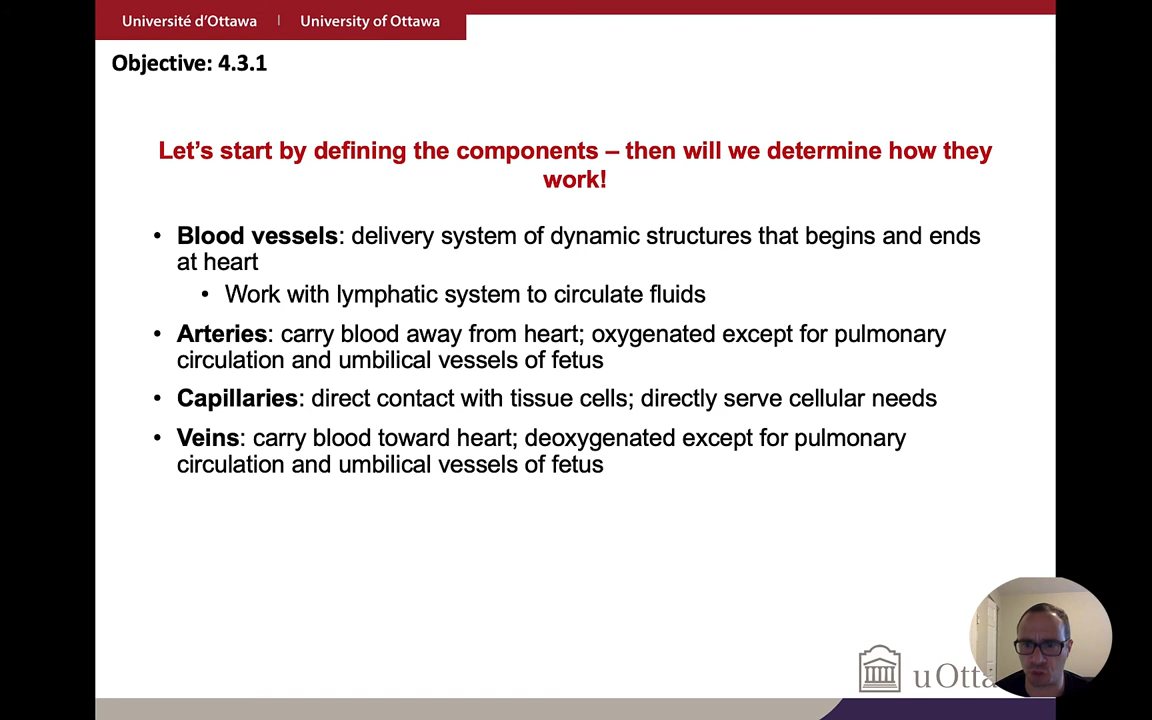 Université d'Ottawa | University of Ottawa
Objective: 4.3.1
Let's start by defining the components – then will we determine how they
work!
• Blood vessels: delivery system of dynamic structures that begins and ends
at heart
• Work with lymphatic system to circulate fluids
• Arteries: carry blood away from heart; oxygenated except for pulmonary
circulation and umbilical vessels of fetus
• Capillaries: direct contact with tissue cells; directly serve cellular needs
• Veins: carry blood toward heart; deoxygenated except for pulmonary
circulation and umbilical vessels of fetus